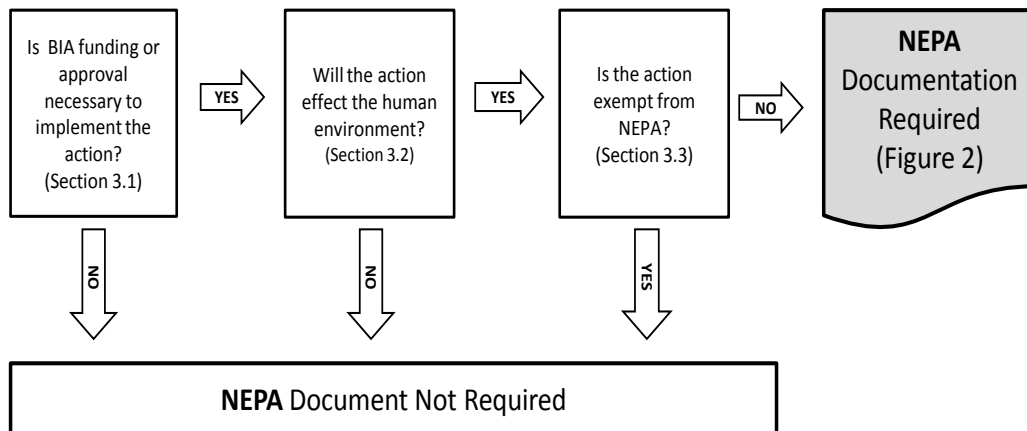 Is BIA funding or
approval
necessary to
implement the
action?
(Section 3.1)
YES
Will the action
effect the human
environment?
(Section 3.2)
YES
Is the action
exempt from
NEPA?
(Section 3.3)
NO
NEPA
Documentation
Required
(Figure 2)
NO
NO
YES
NEPA Document Not Required